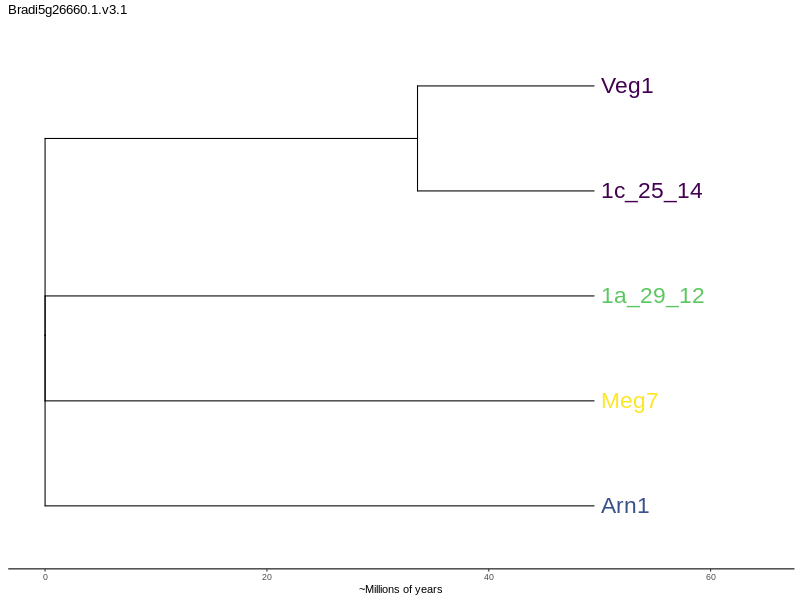 Bradi5g26660.1.v3.1
Veg1
1c_25_14
1a_29_12
Meg7
Arn1
0 20 40 60
~Millions of years